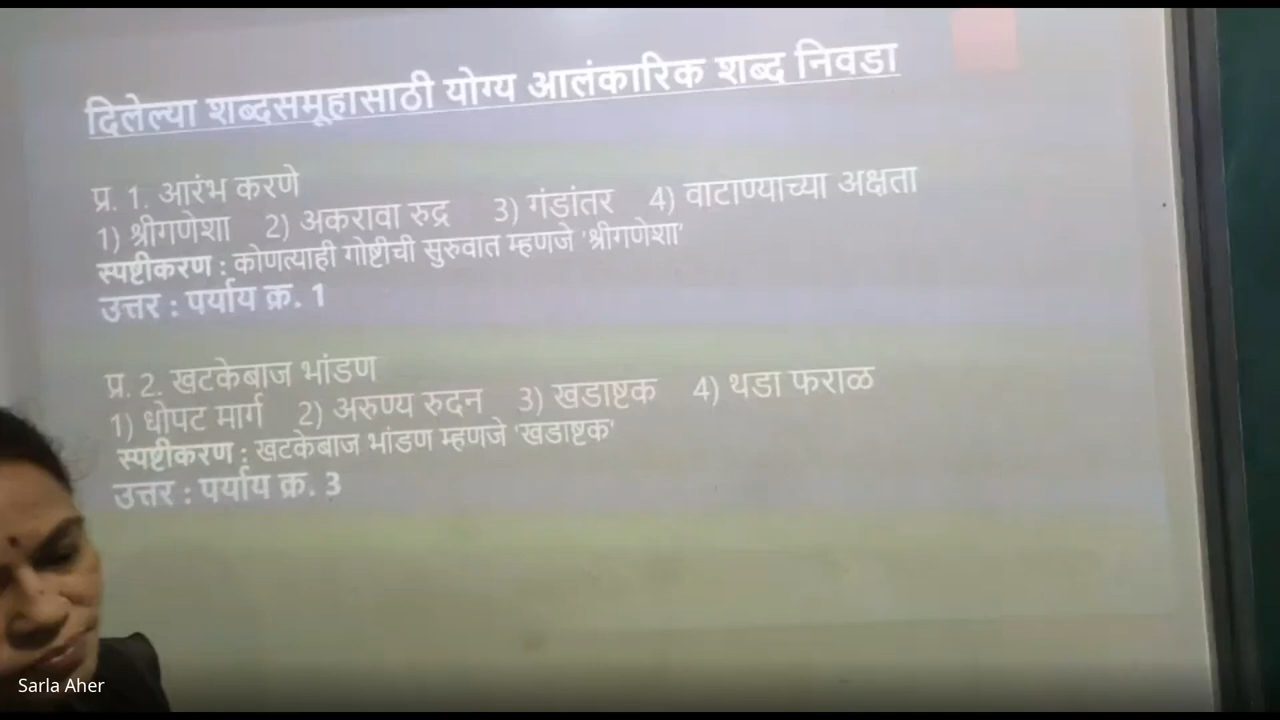 दिलेल्या शब्दसमूहासाठी योग्य आलंकारिक शब्द निवडा
प्र. 1. आरंभ करणे
1) श्रीगणेशा 2) अकरावा रुद्र 3) गंडांतर 4) वाटाण्याच्या अक्षता
स्पष्टीकरण : कोणत्याही गोष्टीची सुरुवात म्हणजे 'श्रीगणेशा'
उत्तर : पर्याय क्र. 1
प्र. 2. खटकेबाज भांडण
1) धोपट मार्ग 2) अरुण्य रुदन 3) खडाष्टक 4) थडा फराळ
स्पष्टीकरण : खटकेबाज भांडण म्हणजे 'खडाष्टक'
उत्तर : पर्याय क्र. 3
Sarla Aher